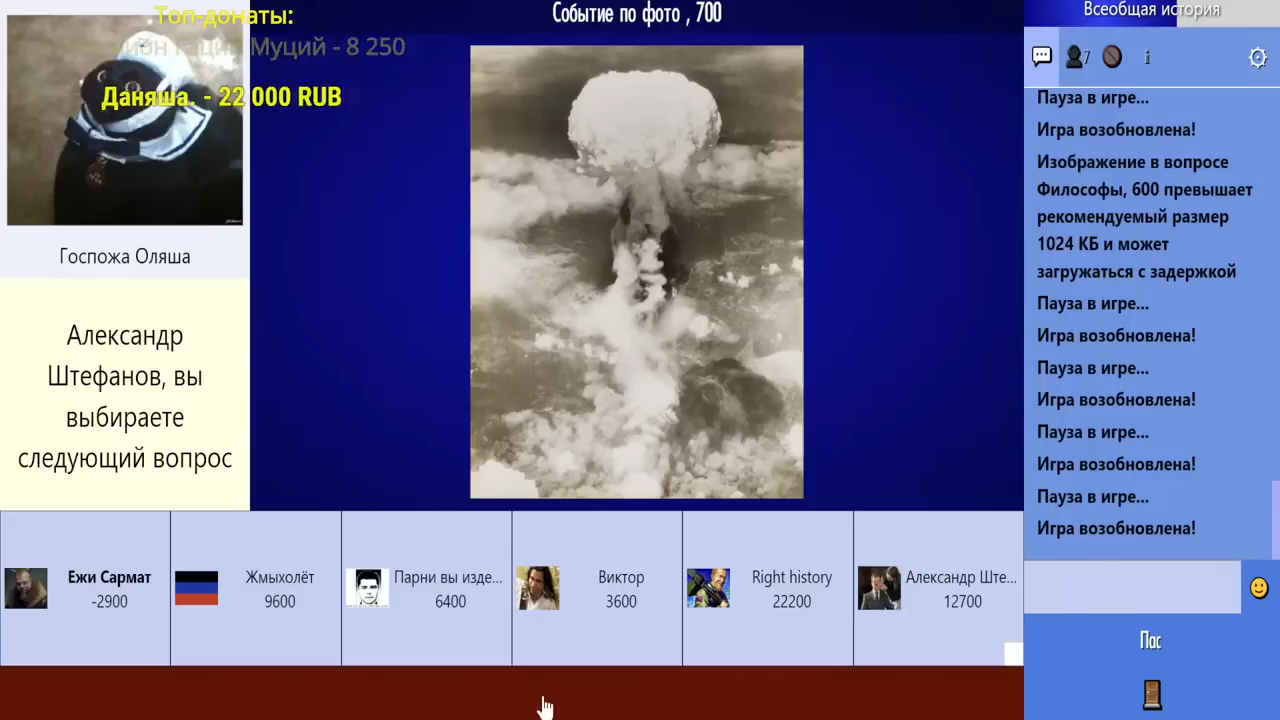 Топ-донаты:
Муций - 8 250
Даняша. - 22 000 RUB
Госпожа Оляша
Александр
Штефанов, вы
выбираете
следующий вопрос
Событие по фото , 700
Всеобщая история
7
i
Пауза в игре...
Игра возобновлена!
Изображение в вопросе
Философы, 600 превышает
рекомендуемый размер
1024 КБ и может
загружаться с задержкой
Пауза в игре...
Игра возобновлена!
Пауза в игре...
Игра возобновлена!
Пауза в игре...
Игра возобновлена!
Пауза в игре...
Игра возобновлена!
Пас
Ежи Сармат
-2900
Жмыхолёт
9600
Парни вы изде...
6400
Виктор
3600
Right history
22200
Александр Ште...
12700